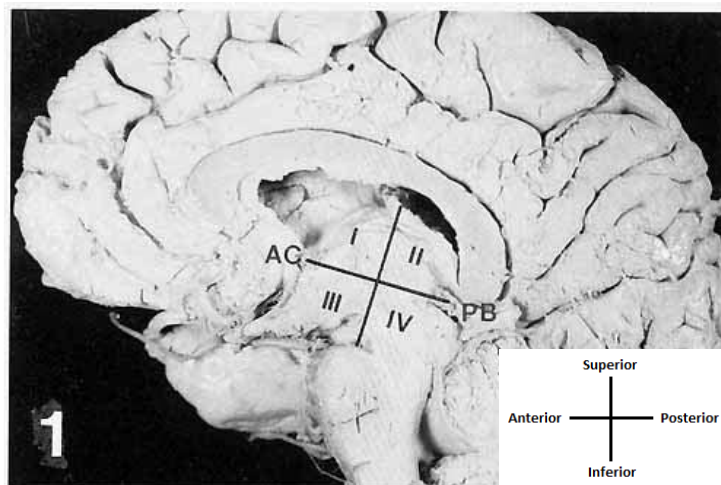 I
II
AC
III
IV
PB
1
Superior
Anterior
Posterior
Inferior